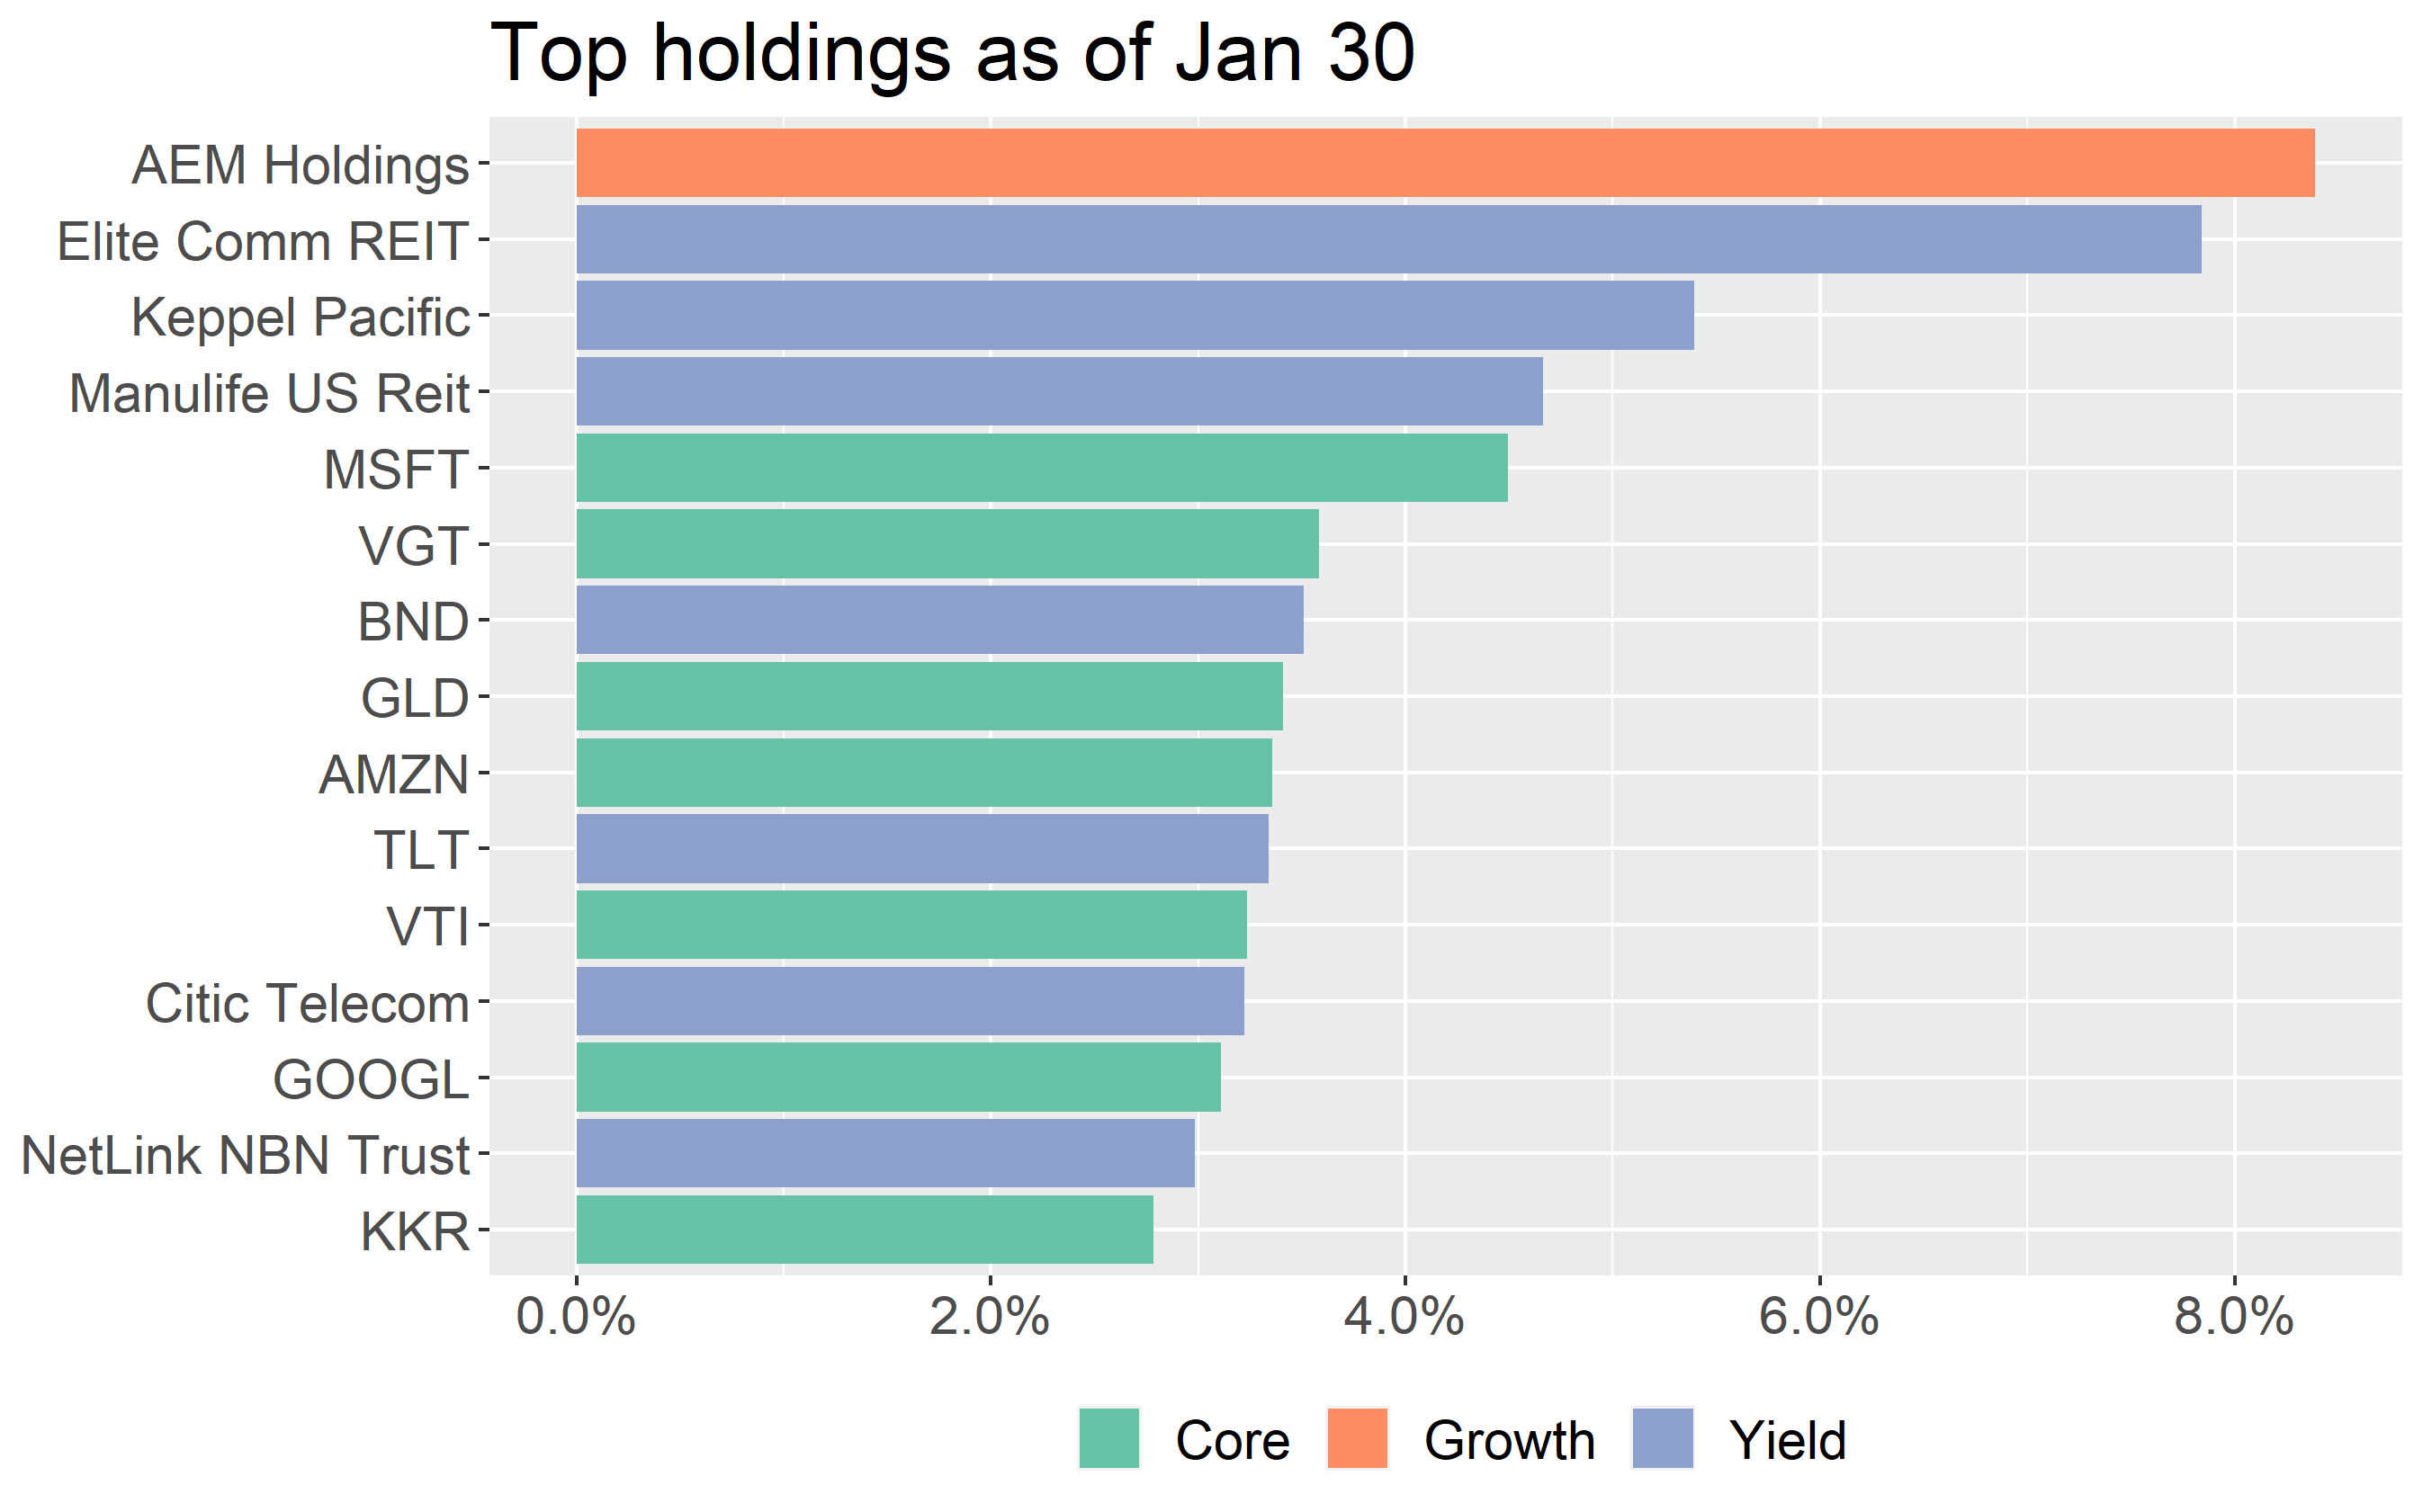 Top holdings as of Jan 30
AEM Holdings
Elite Comm REIT
Keppel Pacific
Manulife US Reit
MSFT
VGT
BND
GLD
AMZN
TLT
VTI
Citic Telecom
GOOGL
NetLink NBN Trust
KKR
0.0% 2.0% 4.0% 6.0% 8.0%
Core Growth Yield